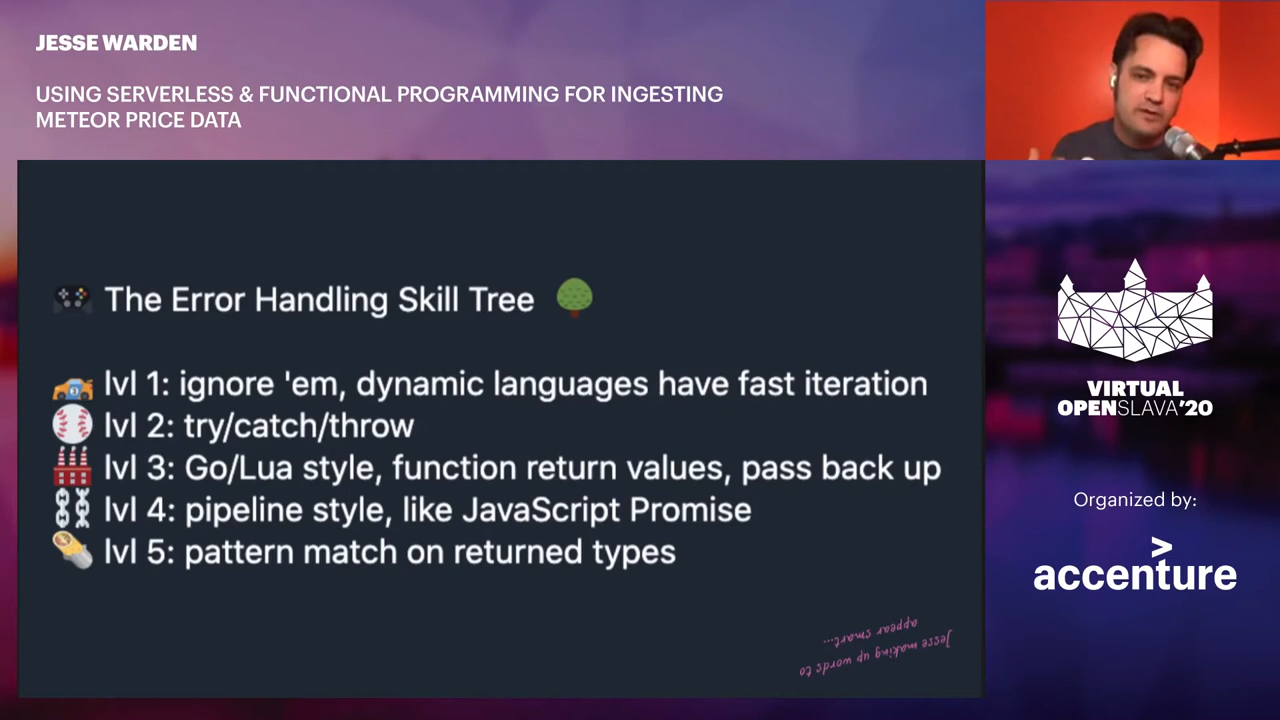 JESSE WARDEN
USING SERVERLESS & FUNCTIONAL PROGRAMMING FOR INGESTING
METEOR PRICE DATA
🎮 The Error Handling Skill Tree 🌳
🏎️ lvl 1: ignore 'em, dynamic languages have fast iteration
⚾ lvl 2: try/catch/throw
🏭 lvl 3: Go/Lua style, function return values, pass back up
⛓️ lvl 4: pipeline style, like JavaScript Promise
🌯 lvl 5: pattern match on returned types
Jesse making up words to
appear smart...
VIRTUAL
OPENSLAVA'20
Organized by:
accenture